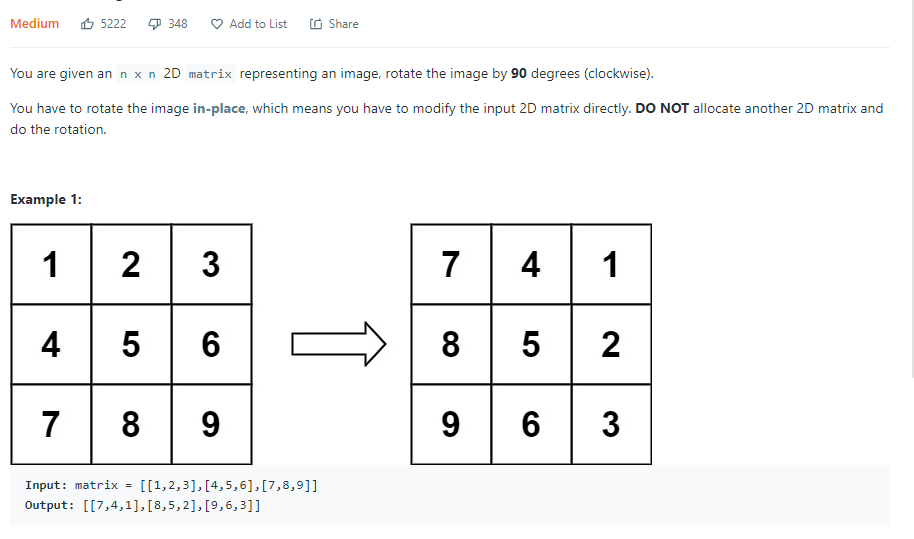 Medium 5222 348 Add to List Share
You are given an n x n 2D matrix representing an image, rotate the image by 90 degrees (clockwise).
You have to rotate the image in-place, which means you have to modify the input 2D matrix directly. DO NOT allocate another 2D matrix and
do the rotation.
Example 1:
1 2 3 7 4 1
4 5 6 8 5 2
7 8 9 9 6 3
Input: matrix = [[1,2,3],[4,5,6],[7,8,9]]
Output: [[7,4,1],[8,5,2],[9,6,3]]